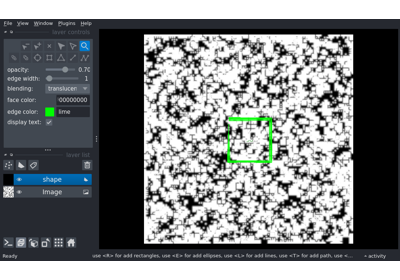 File View Window Plugins Help
layer controls
opacity: 0.70
edge width: 1
blending: translucen
face color: 00000000
edge color: lime
display text:
layer list
shape
Image
Ready use <R> for add rectangles, use <E> for add ellipses, use <L> for add lines, use <T> for add path, use <... activity